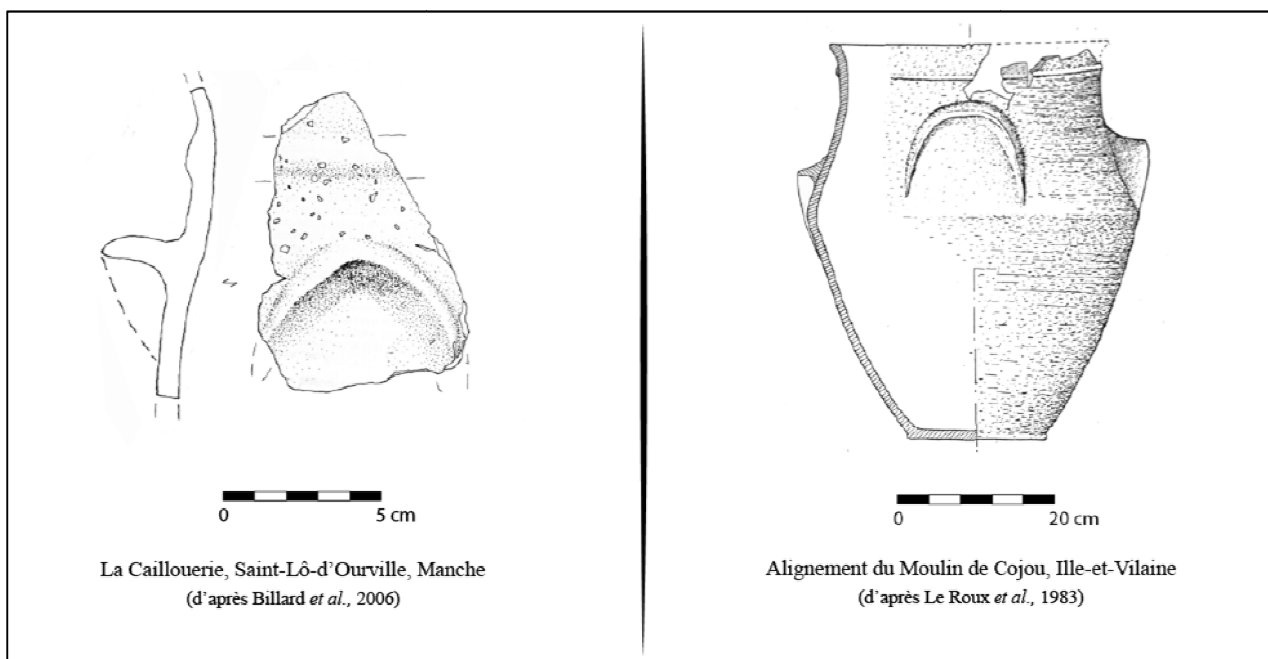 0 5 cm
La Caillouerie, Saint-Lô-d'Ourville, Manche
(d'après Billard et al., 2006)
0 20 cm
Alignement du Moulin de Cojou, Ille-et-Vilaine
(d'après Le Roux et al., 1983)